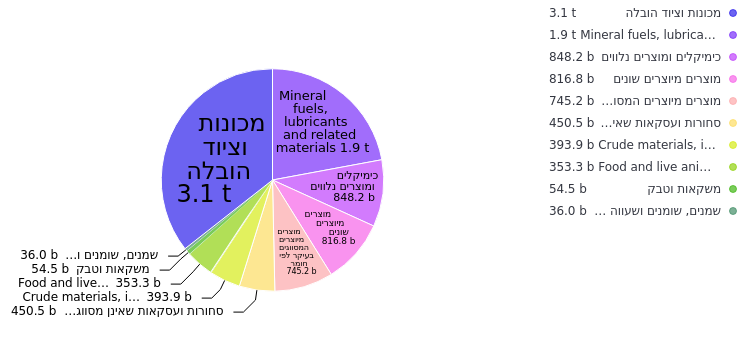 מכונות וציוד הובלה 3.1 t
Mineral fuels, lubrica… 1.9 t
כימיקלים ומוצרים נלווים 848.2 b
מוצרים מיוצרים שונים 816.8 b
מוצרים מיוצרים המסו… 745.2 b
סחורות ועסקאות שאי… 450.5 b
Crude materials, i… 393.9 b
Food and live ani… 353.3 b
משקאות וטבק 54.5 b
שמנים, שומנים ושעווה … 36.0 b
מכונות
וציוד
הובלה
3.1 t
Mineral
fuels,
lubricants
and related
materials 1.9 t
כימיקלים
ומוצרים נלווים
848.2 b
מוצרים
מיוצרים
שונים
816.8 b
מוצרים
מיוצרים
המסווגים
בעיקר לפי
חומר
745.2 b
שמנים, שומנים ו… 36.0 b
משקאות וטבק 54.5 b
Food and live… 353.3 b
Crude materials, i… 393.9 b
סחורות ועסקאות שאינן מסווג… 450.5 b